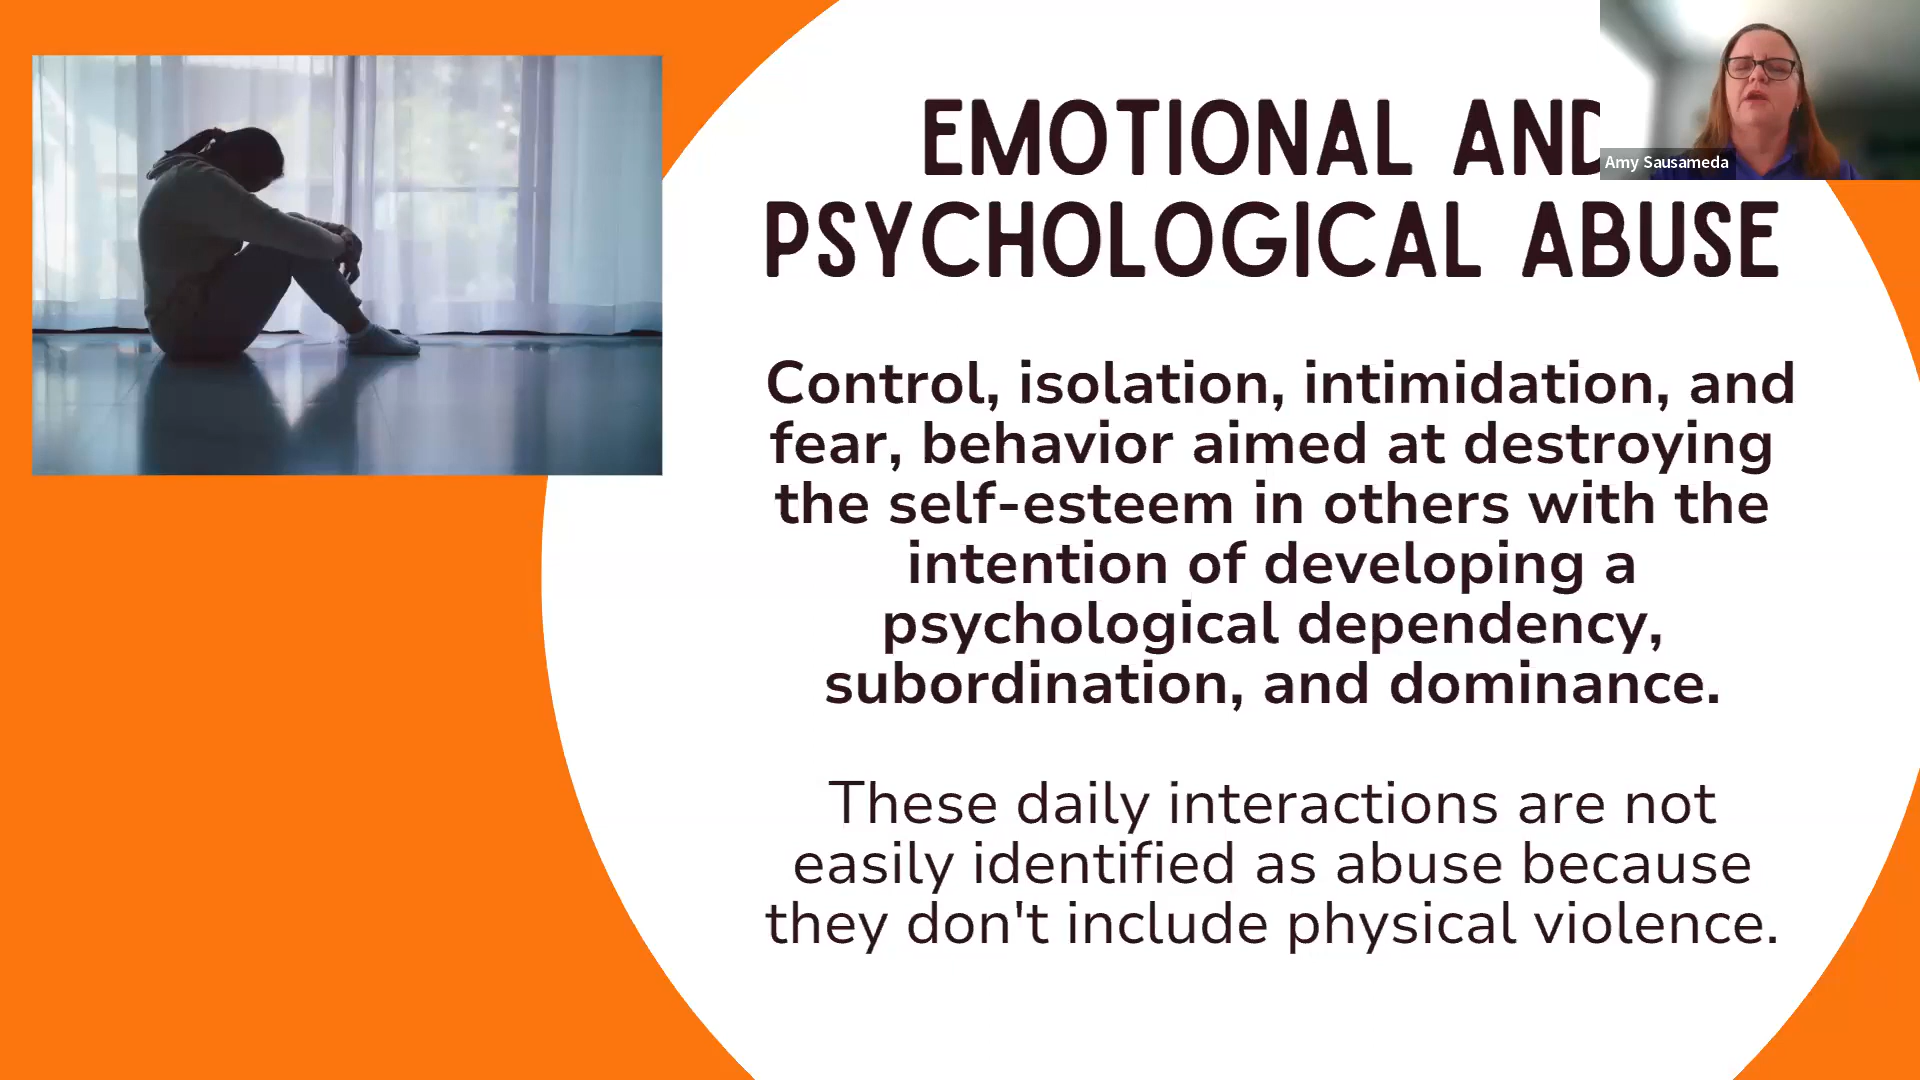 EMOTIONAL AND
PSYCHOLOGICAL ABUSE
Amy Sausameda
Control, isolation, intimidation, and
fear, behavior aimed at destroying
the self-esteem in others with the
intention of developing a
psychological dependency,
subordination, and dominance.
These daily interactions are not
easily identified as abuse because
they don't include physical violence.